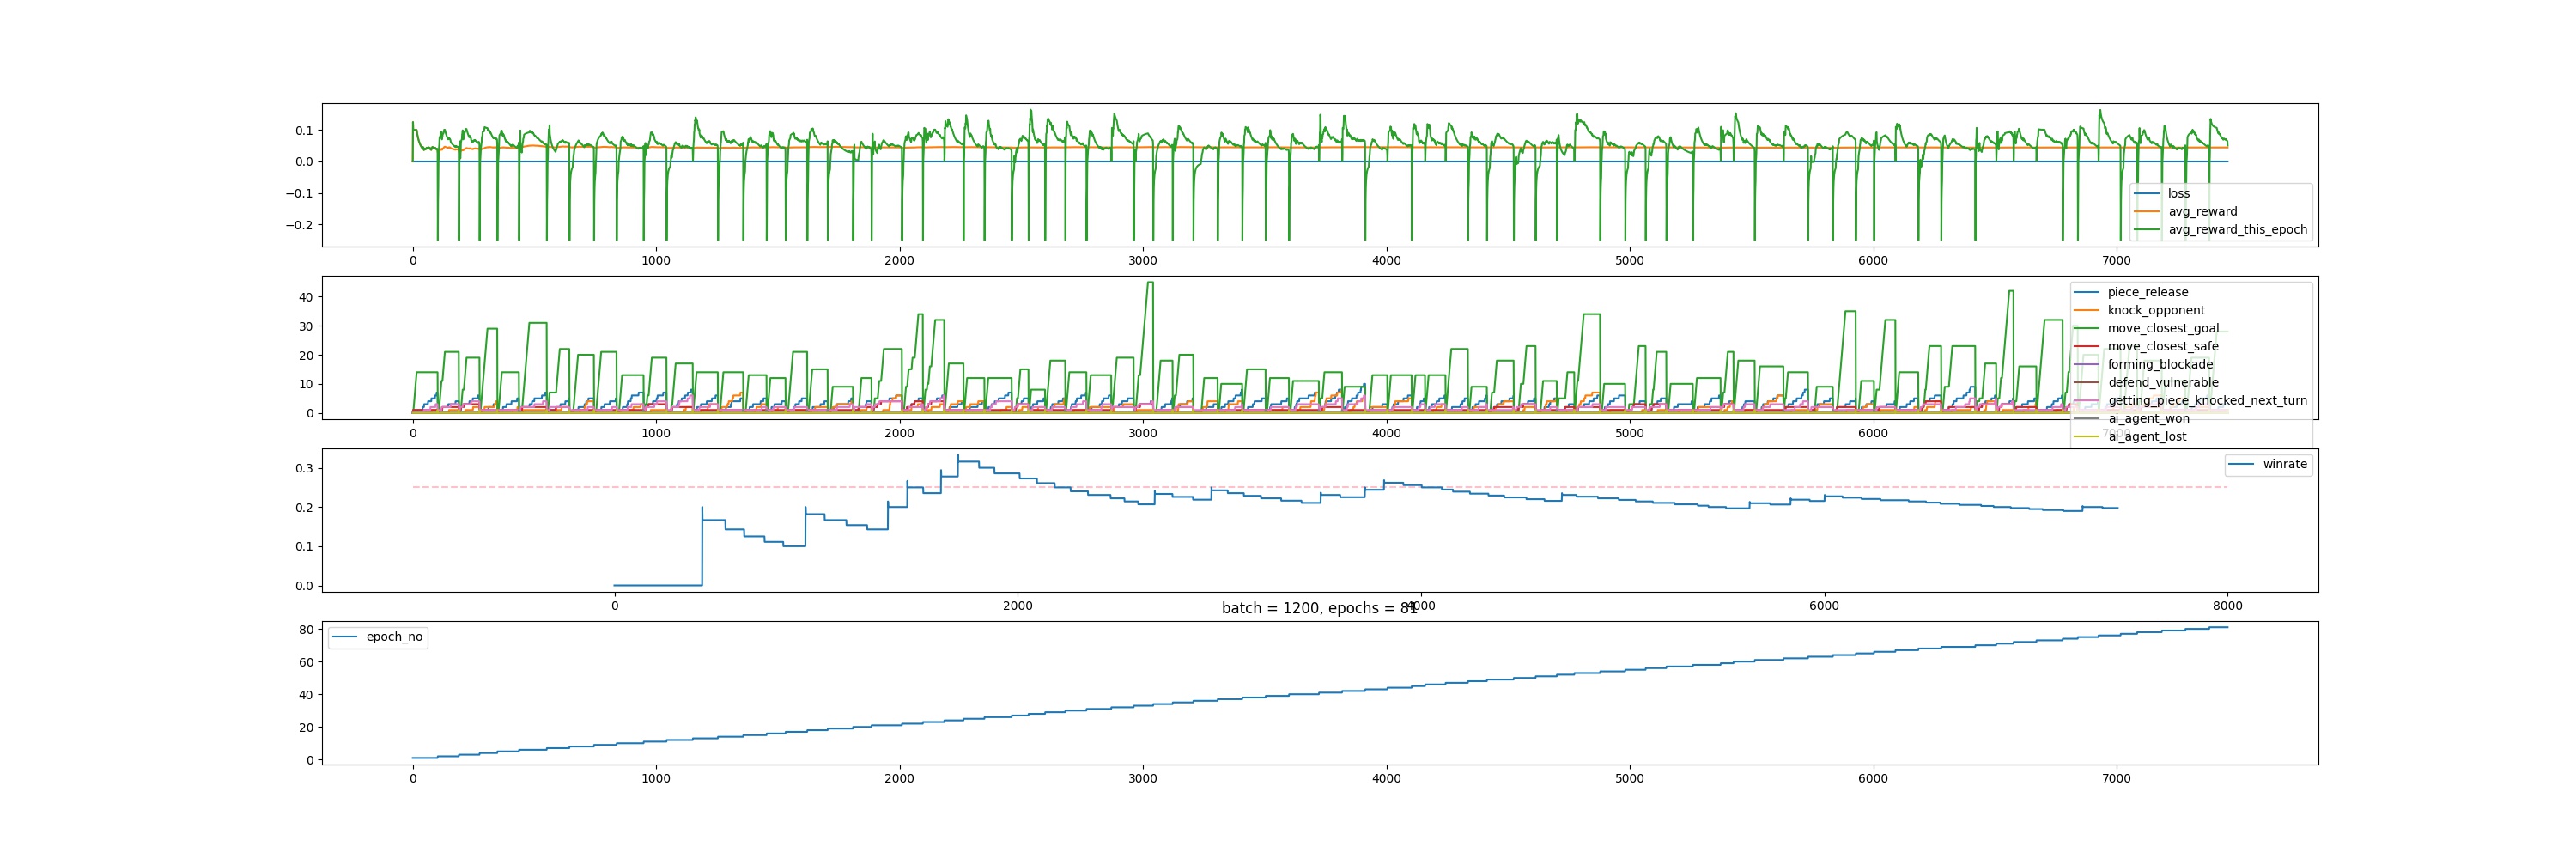 0.1
0.0
−0.1
−0.2
loss
avg_reward
avg_reward_this_epoch
0 1000 2000 3000 4000 5000 6000 7000
40
30
20
10
0
piece_release
knock_opponent
move_closest_goal
move_closest_safe
forming_blockade
defend_vulnerable
getting_piece_knocked_next_turn
ai_agent_won
ai_agent_lost
0 1000 2000 3000 4000 5000 6000 7000
0.3
0.2
0.1
0.0
winrate
0 2000 4000 6000 8000
batch = 1200, epochs = 81
80
60
40
20
0
epoch_no
0 1000 2000 3000 4000 5000 6000 7000